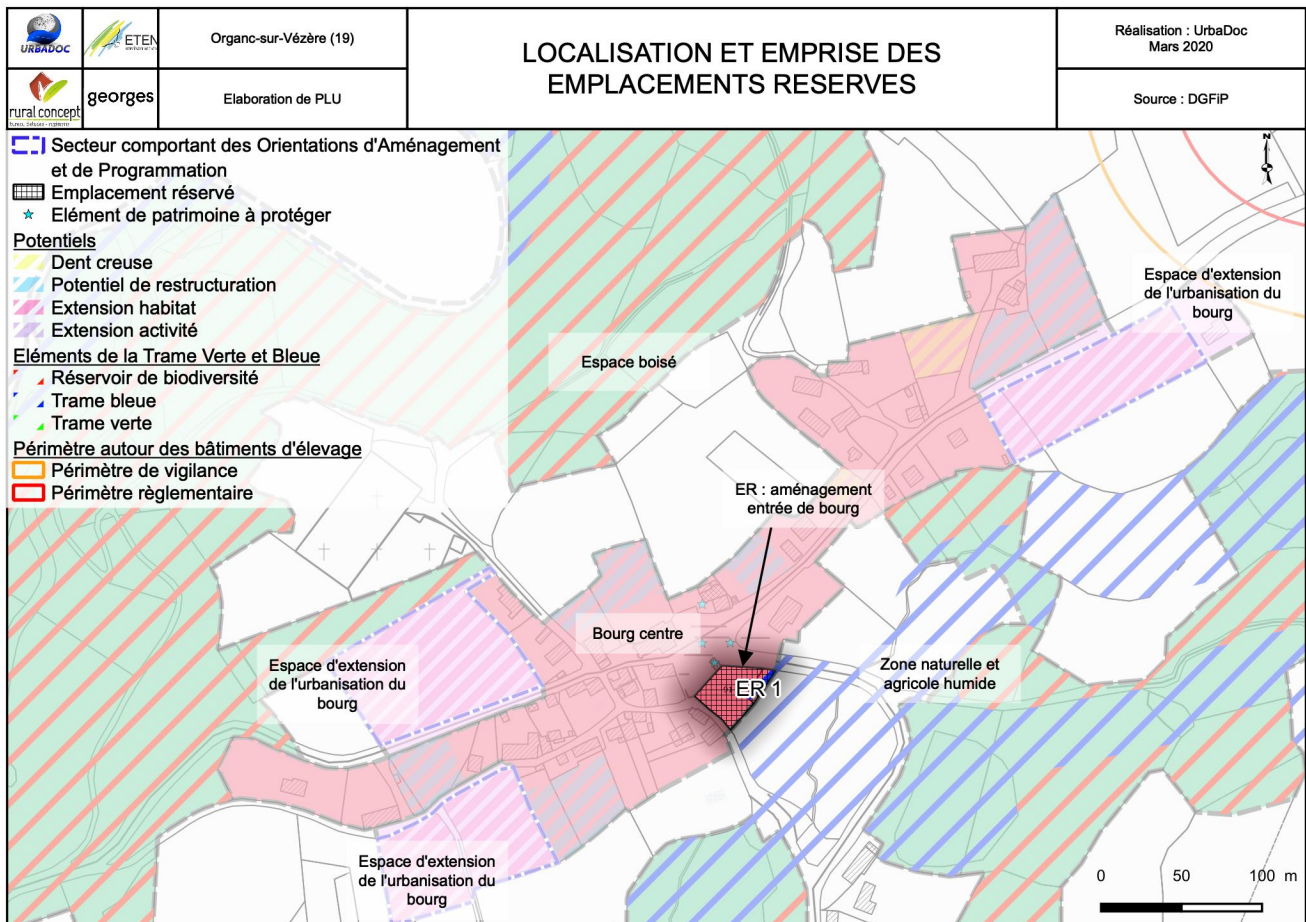 URBADOC
ETEN
Organc-sur-Vézère (19)
LOCALISATION ET EMPRISE DES
EMPLACEMENTS RESERVES
Réalisation : UrbaDoc
Mars 2020
rural concept
georges
Elaboration de PLU
Source : DGFiP
Secteur comportant des Orientations d'Aménagement
et de Programmation
Emplacement réservé
Elément de patrimoine à protéger
Potentiels
Dent creuse
Potentiel de restructuration
Extension habitat
Extension activité
Eléments de la Trame Verte et Bleue
Réservoir de biodiversité
Trame bleue
Trame verte
Périmètre autour des bâtiments d'élevage
Périmètre de vigilance
Périmètre règlementaire
N
Espace d'extension
de l'urbanisation du
bourg
Espace boisé
ER : aménagement
entrée de bourg
Bourg centre
ER 1
Zone naturelle et
agricole humide
Espace d'extension
de l'urbanisation du
bourg
Espace d'extension
de l'urbanisation du
bourg
0 50 100 m